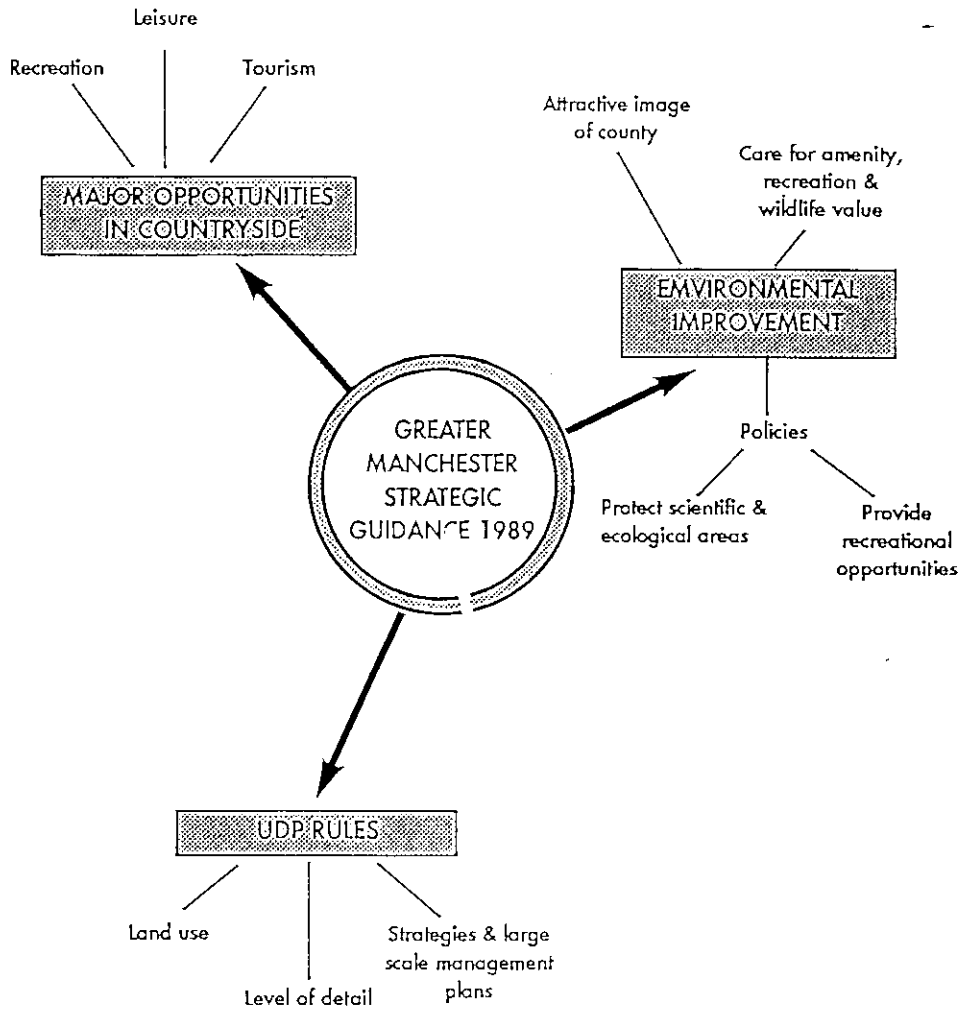 Leisure
Recreation
Tourism
MAJOR OPPORTUNITIES
IN COUNTRYSIDE
Attractive image
of county
Care for amenity,
recreation &
wildlife value
EMVIRONMENTAL
IMPROVEMENT
Policies
Protect scientific &
ecological areas
Provide
recreational
opportunities
GREATER
MANCHESTER
STRATEGIC
GUIDANCE 1989
UDP RULES
Land use
Level of detail
Strategies & large
scale management
plans